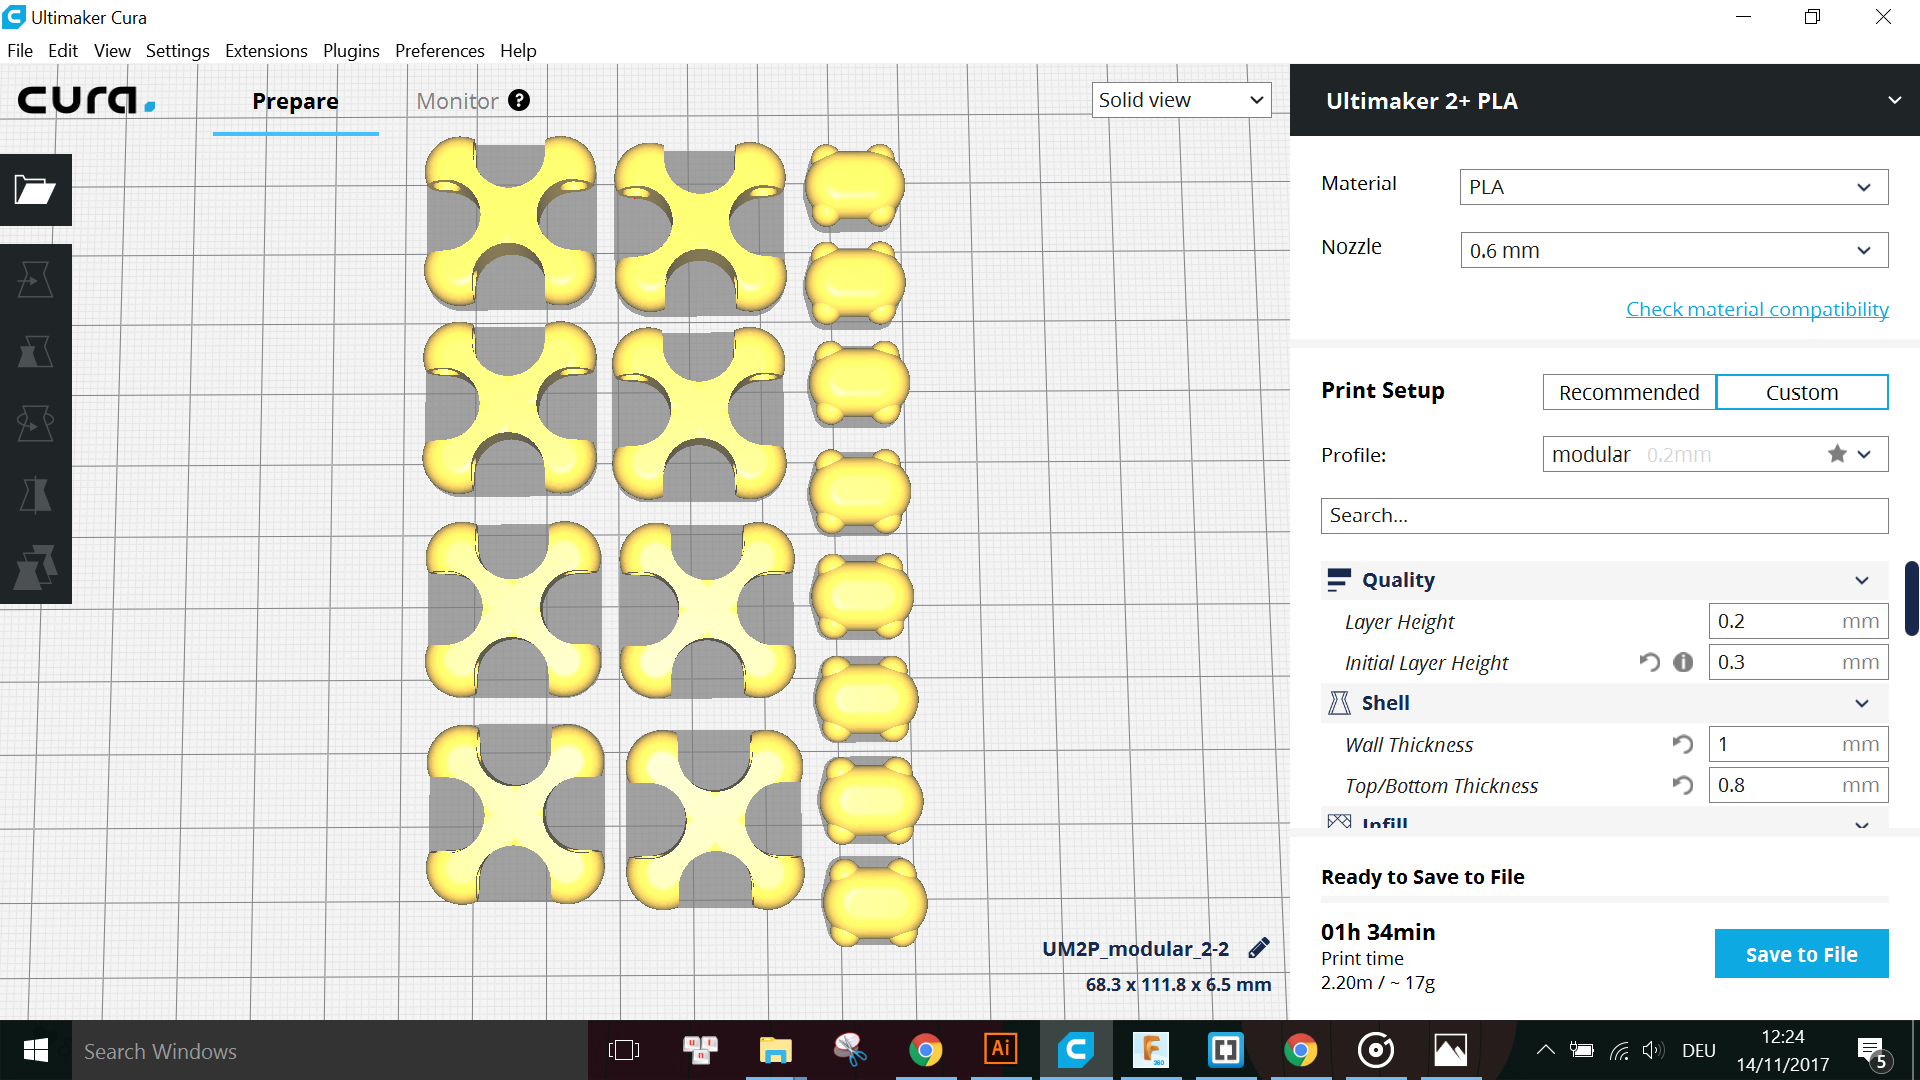 Ultimaker Cura
File Edit View Settings Extensions Plugins Preferences Help
cura.
Prepare
Monitor ?
Solid view
Ultimaker 2+ PLA
Material
PLA
Nozzle
0.6 mm
Check material compatibility
Print Setup
Recommended
Custom
Profile:
modular 0.2mm
Search...
Quality
Layer Height 0.2 mm
Initial Layer Height 0.3 mm
Shell
Wall Thickness 1 mm
Top/Bottom Thickness 0.8 mm
Infill
UM2P_modular_2-2
68.3 x 111.8 x 6.5 mm
Ready to Save to File
01h 34min
Print time
2.20m / ~ 17g
Save to File
Search Windows
Ai
DEU
12:24
14/11/2017
5